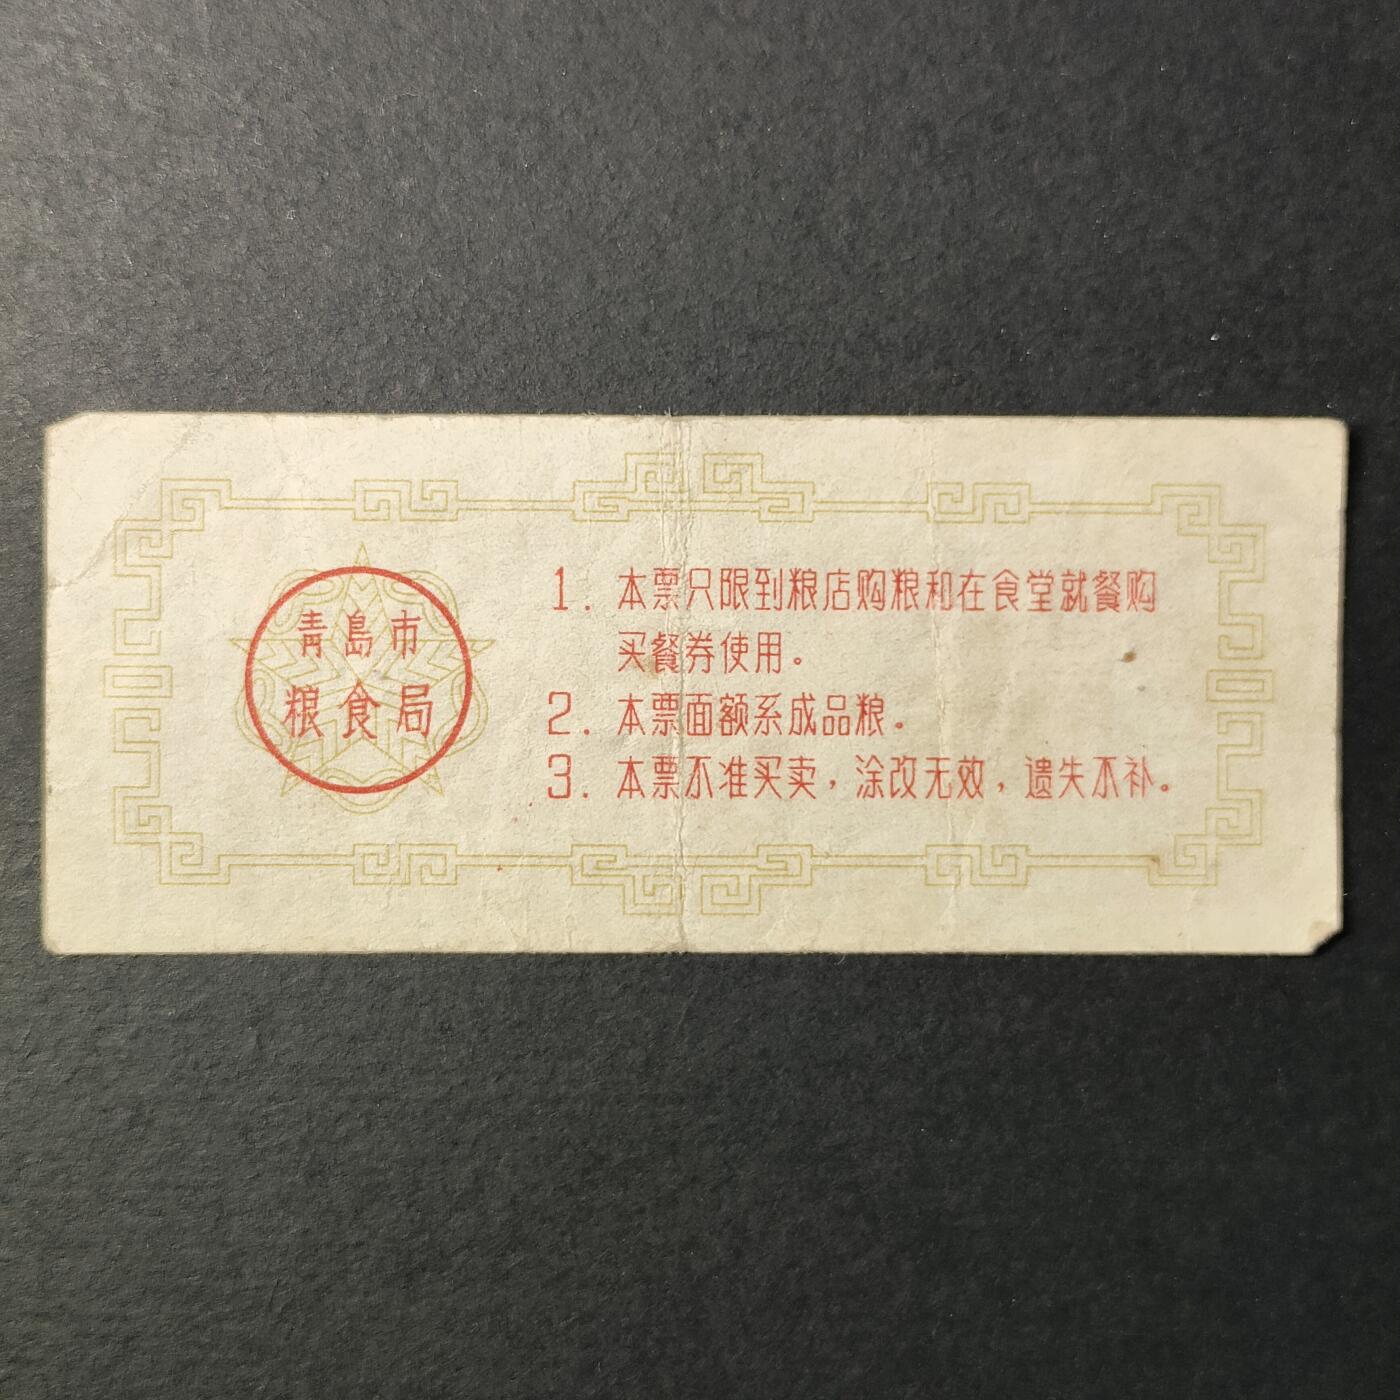 青島市
粮食局
1. 本票只限到粮店购粮和在食堂就餐购
买餐券使用。
2. 本票面额系成品粮。
3. 本票不准买卖，涂改无效，遗失不补。